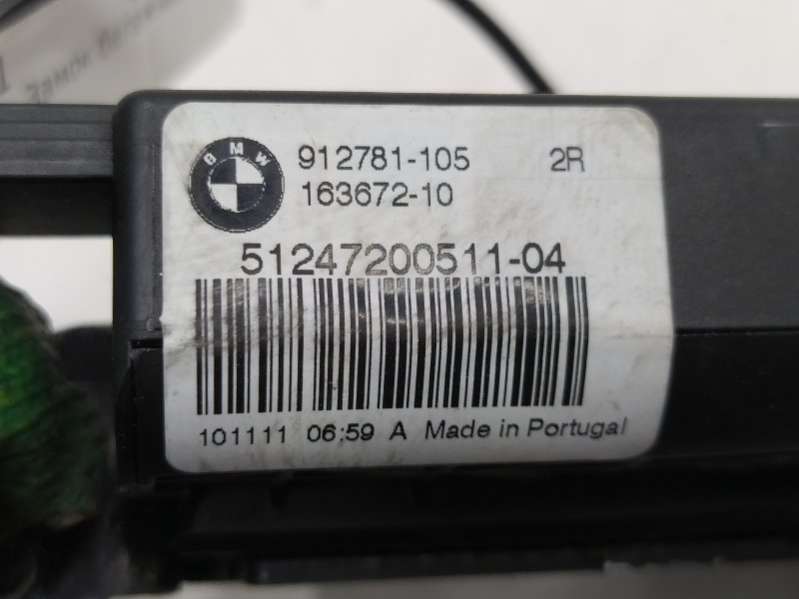 BMW
912781-105 2R
163672-10
51247200511-04
101111 06:59 A Made in Portugal